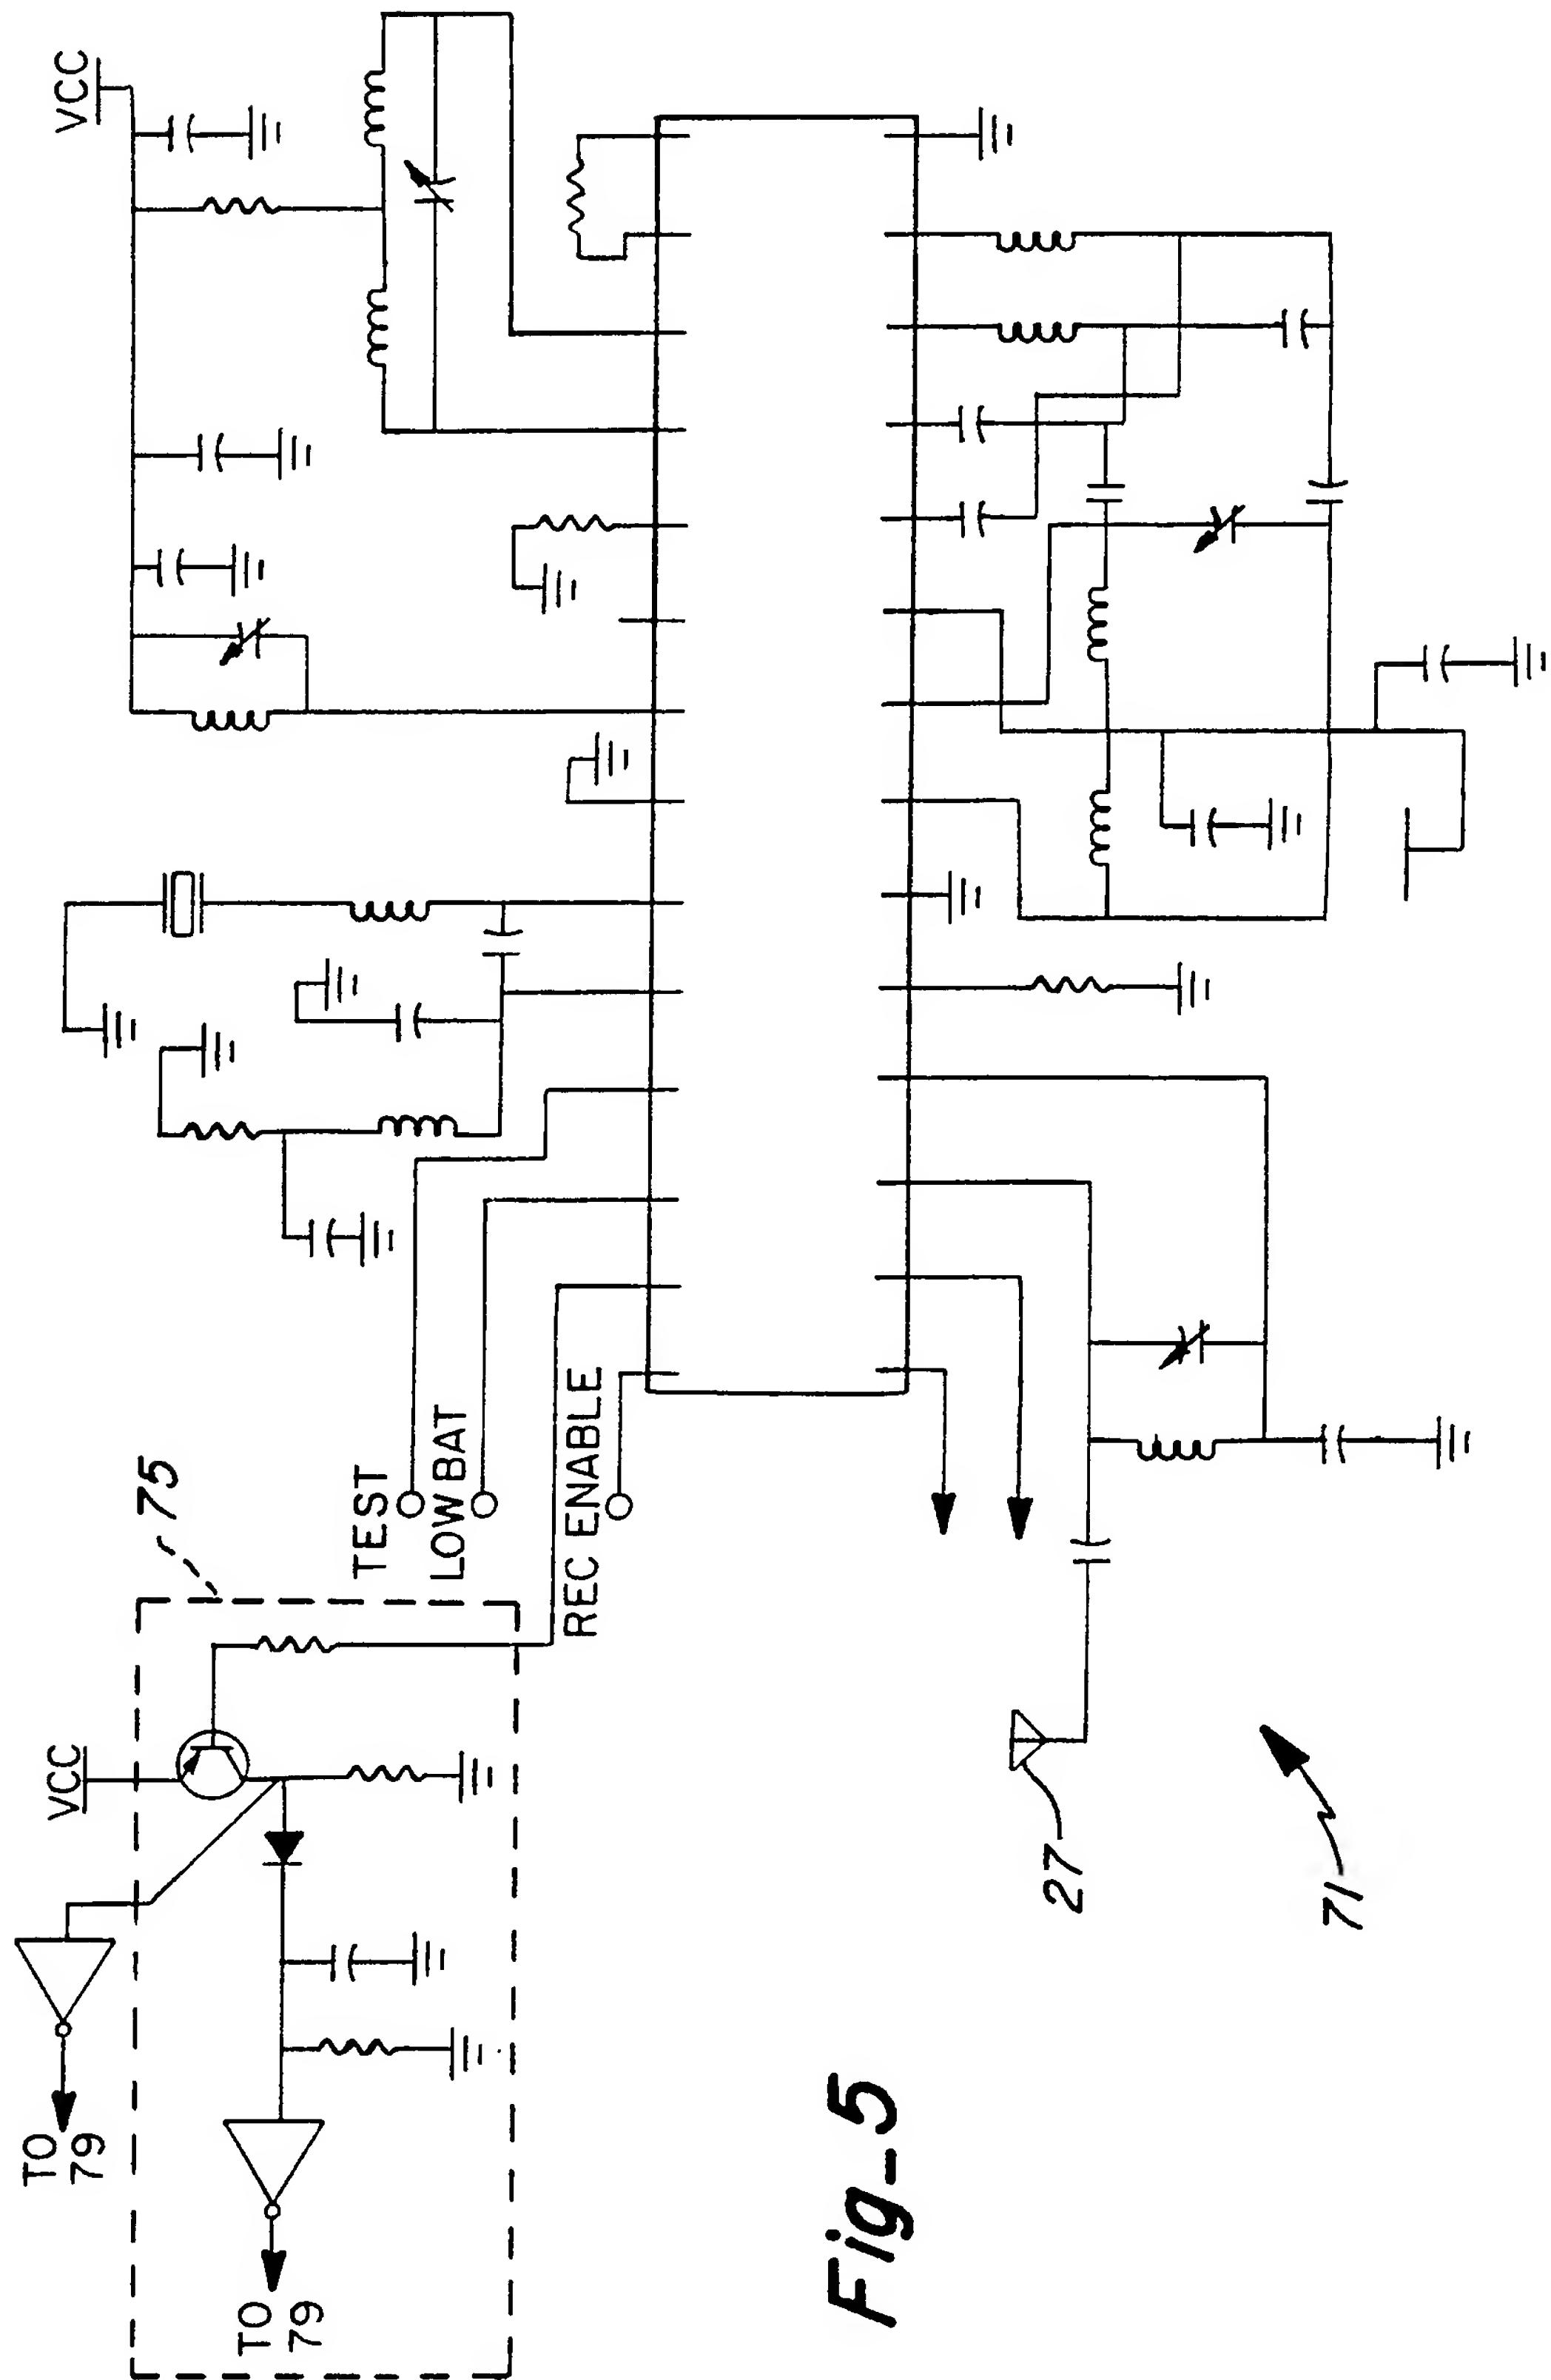 TO
79
TO
79
VCC
75
TEST
LOW BAT
REC ENABLE
VCC
27
71
Fig_5